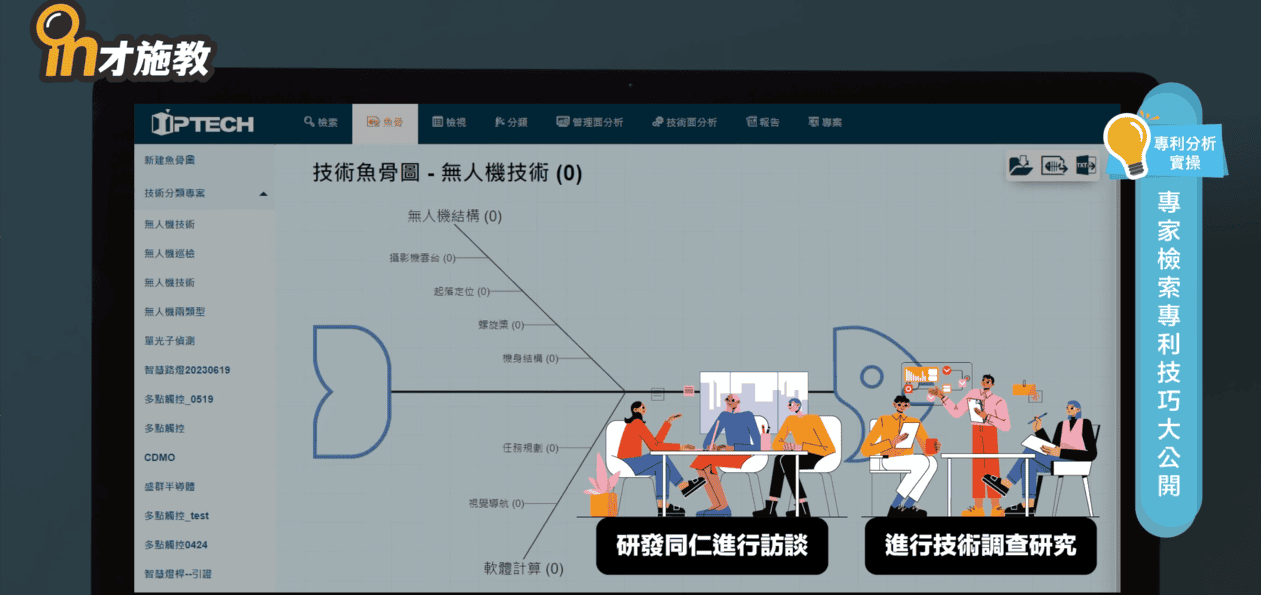 in才施教
IPTECH
檢索
魚骨
檢視
分類
管理面分析
技術面分析
報告
專案
新建魚骨圖
技術分類專案
無人機技術
無人機巡檢
無人機技術
無人機兩類型
單光子偵測
智慧路燈20230619
多點觸控_0519
多點觸控
CDMO
盛群半導體
多點觸控_test
多點觸控0424
智慧燈桿--引證
技術魚骨圖 - 無人機技術 (0)
TXT
無人機結構 (0)
攝影機雲台 (0)
起落定位 (0)
螺旋槳 (0)
機身結構 (0)
任務規劃 (0)
視覺導航 (0)
軟體計算 (0)
研發同仁進行訪談
進行技術調查研究
專利分析
實操
專家檢索專利技巧大公開